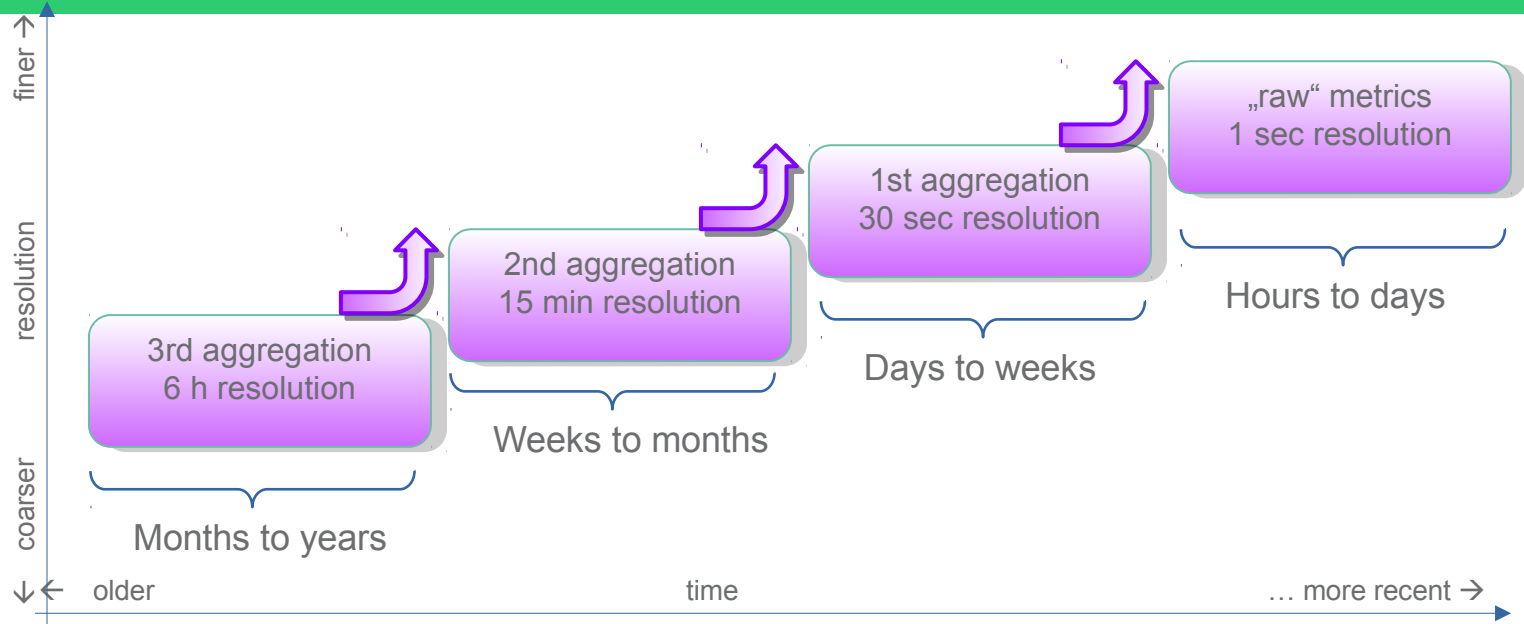 finer →
resolution
coarser
↓
„raw“ metrics
1 sec resolution
Hours to days
1st aggregation
30 sec resolution
Days to weeks
2nd aggregation
15 min resolution
Weeks to months
3rd aggregation
6 h resolution
Months to years
← older
time
… more recent →